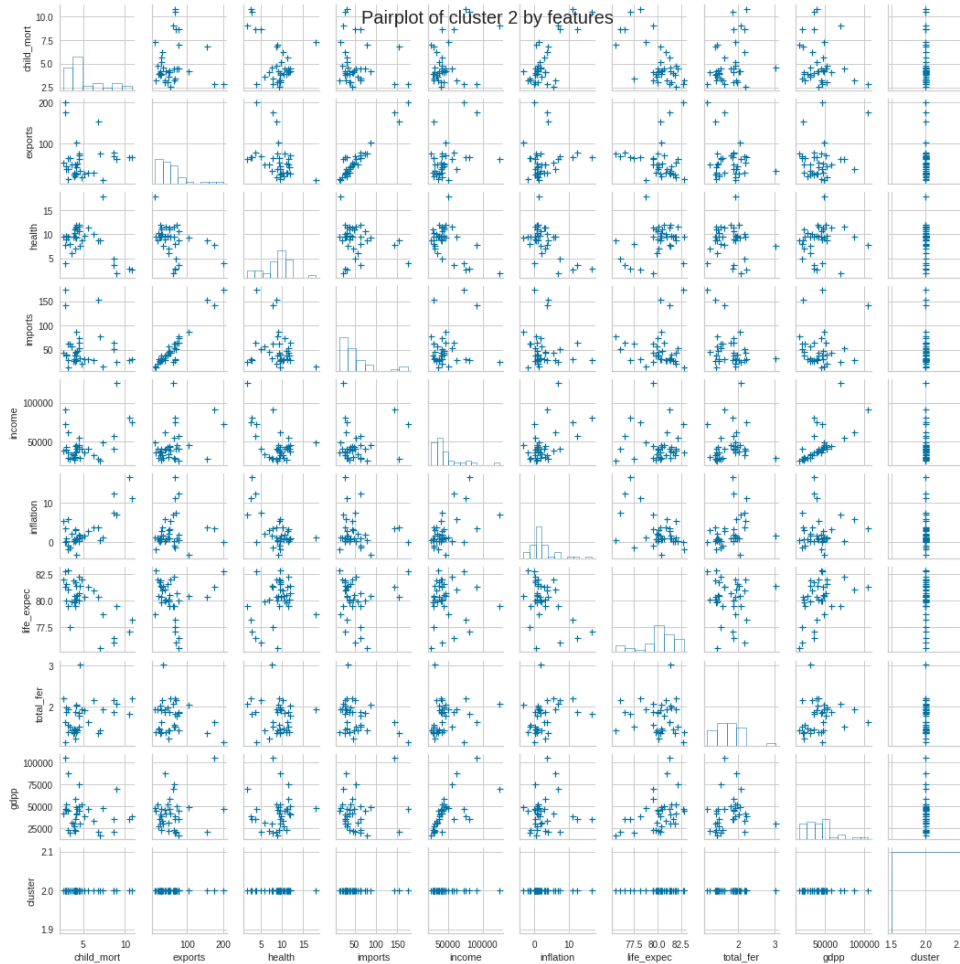 Pairplot of cluster 2 by features
child_mort
10.0
7.5
5.0
2.5
exports
200
100
health
15
10
5
imports
150
100
50
income
100000
50000
inflation
10
0
life_expec
82.5
80.0
77.5
total_fer
3
2
gdpp
100000
75000
50000
25000
cluster
2.1
2.0
1.9
5 10
100 200
5 10 15
50 100 150
50000 100000
0 10
77.5 80.0 82.5
2 3
50000 100000
1.5 2.0 2.5
child_mort exports health imports income inflation life_expec total_fer gdpp cluster